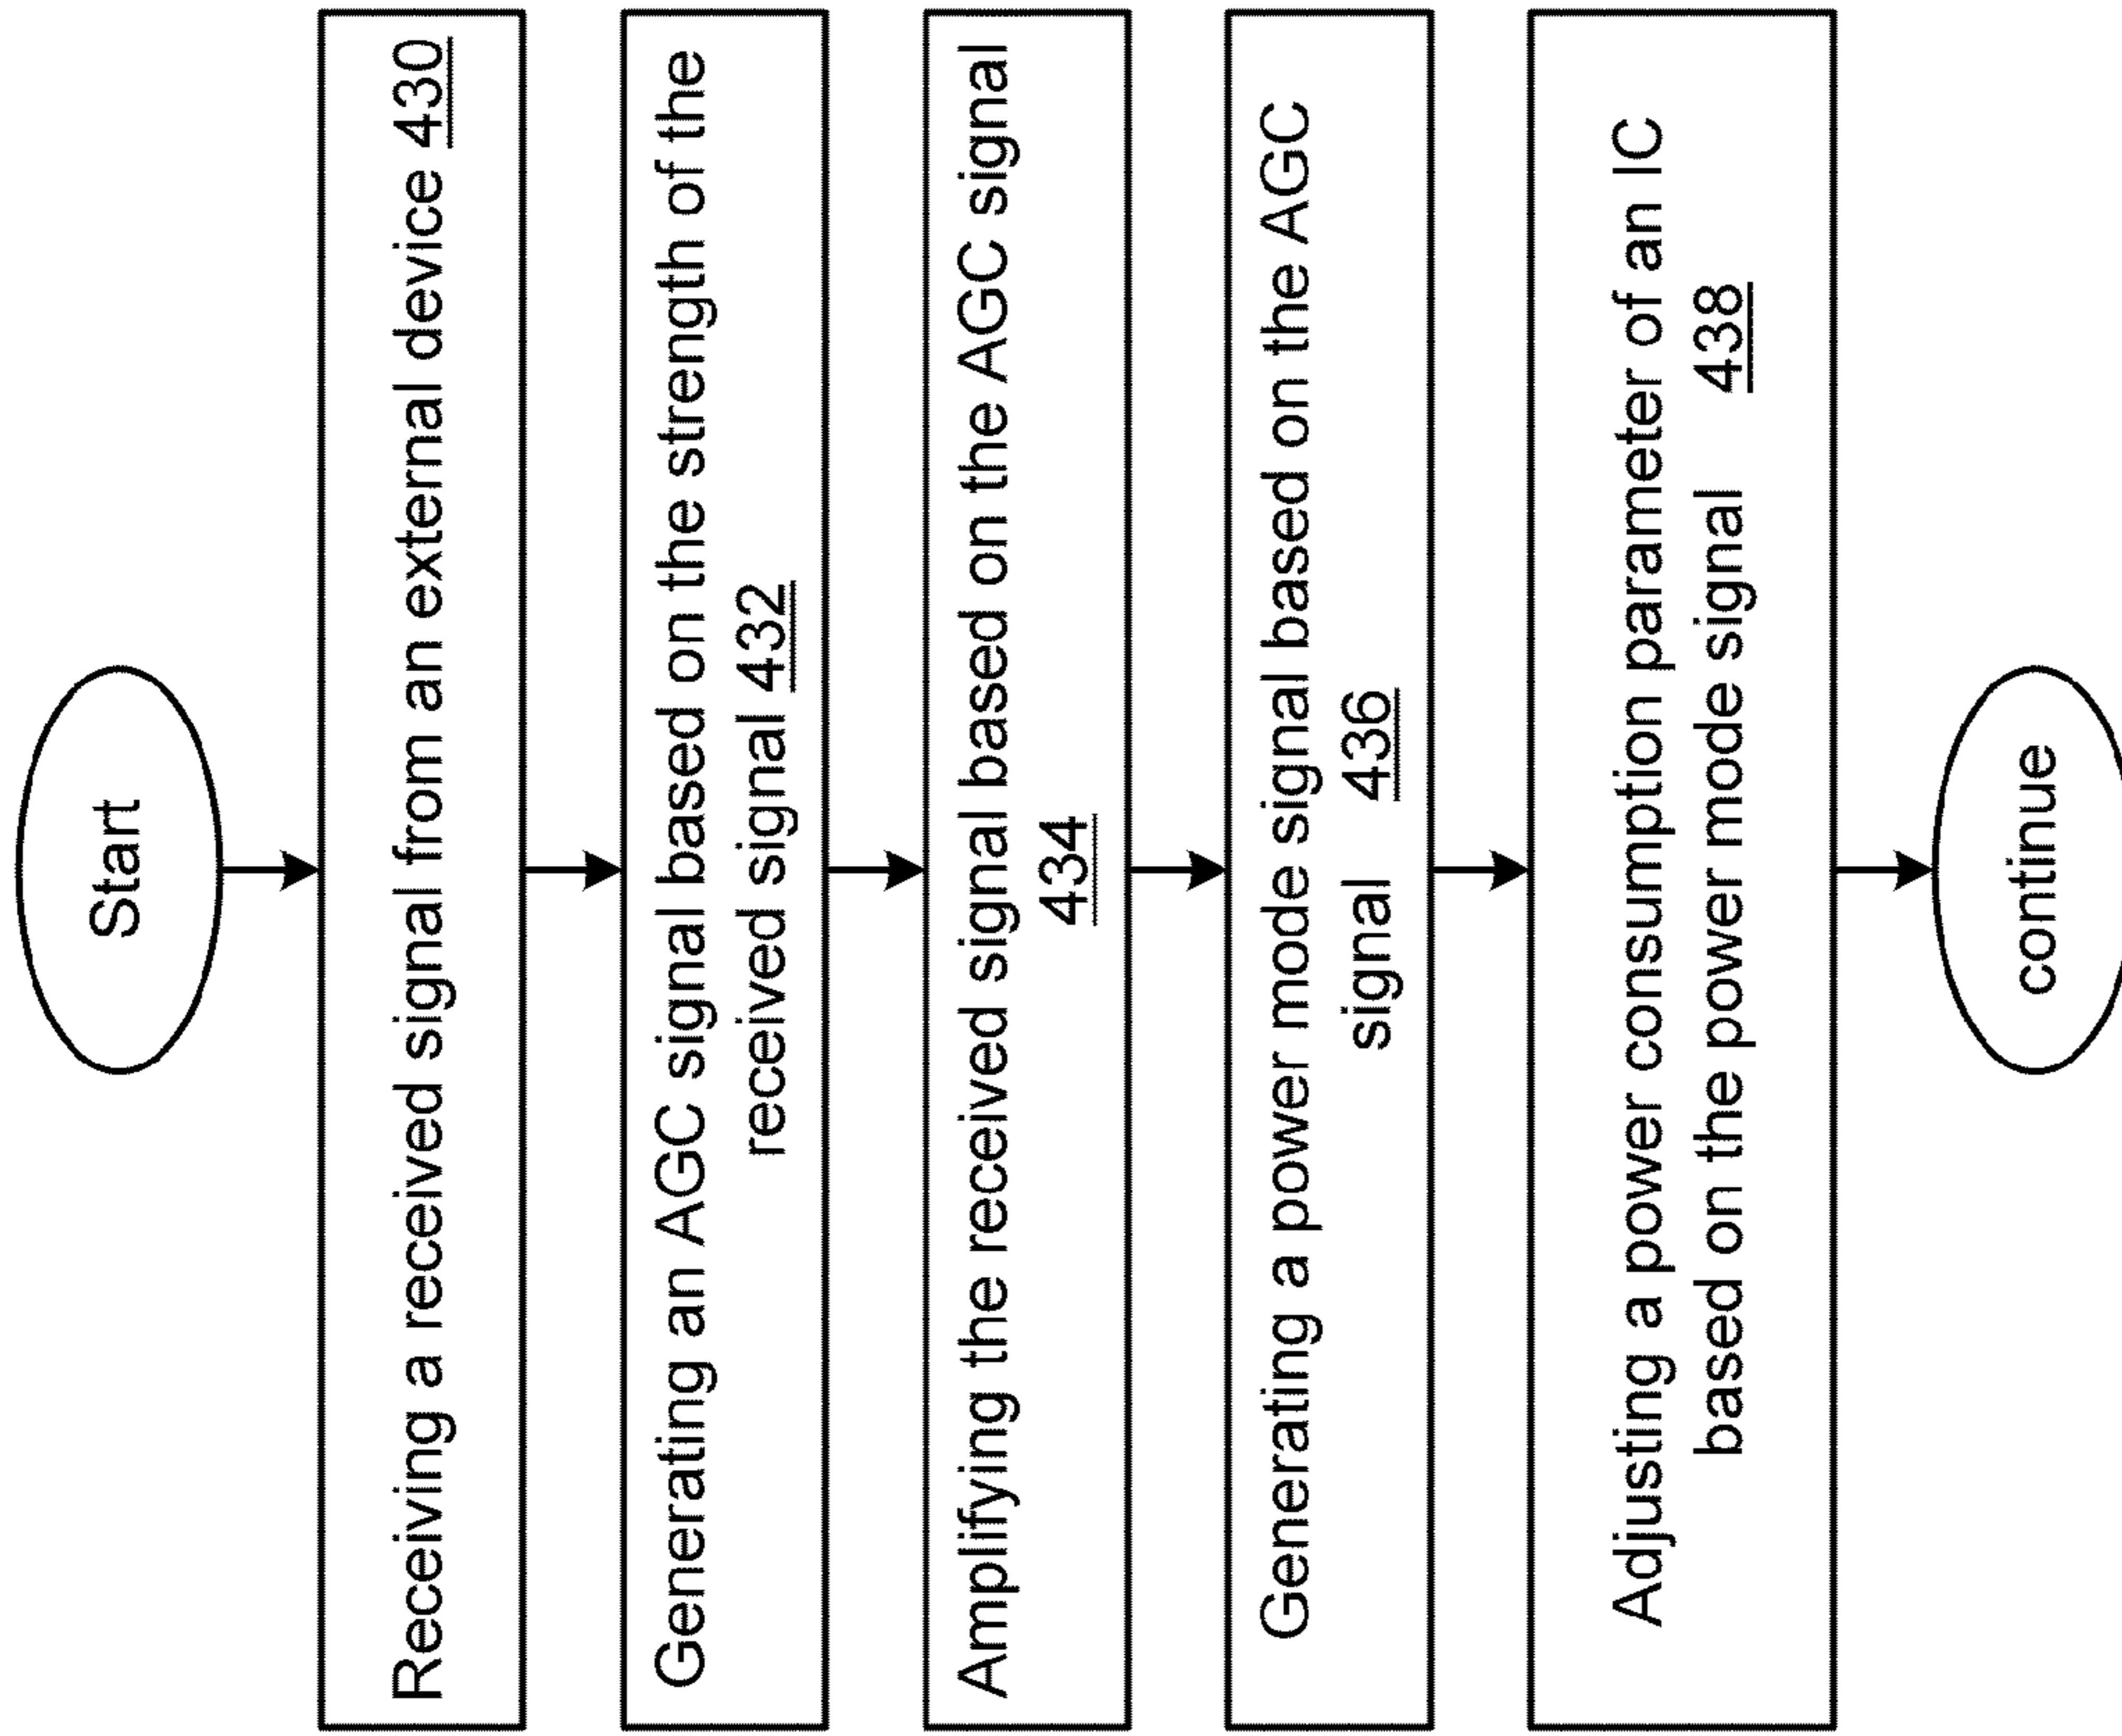 Start
Receiving a received signal from an external device 430
Generating an AGC signal based on the strength of the
received signal 432
Amplifying the received signal based on the AGC signal
434
Generating a power mode signal based on the AGC
signal 436
Adjusting a power consumption parameter of an IC
based on the power mode signal 438
continue